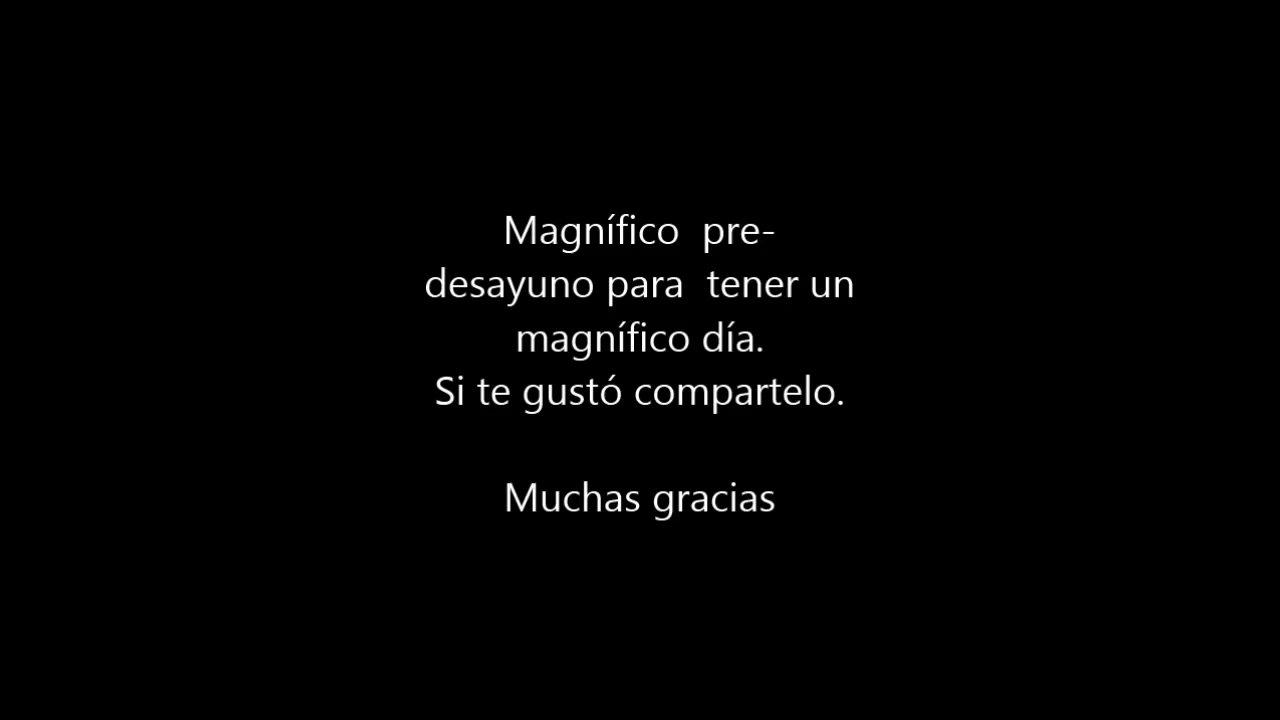 Magnífico  pre-
desayuno para  tener un
magnífico día.
Si te gustó compartelo.
Muchas gracias